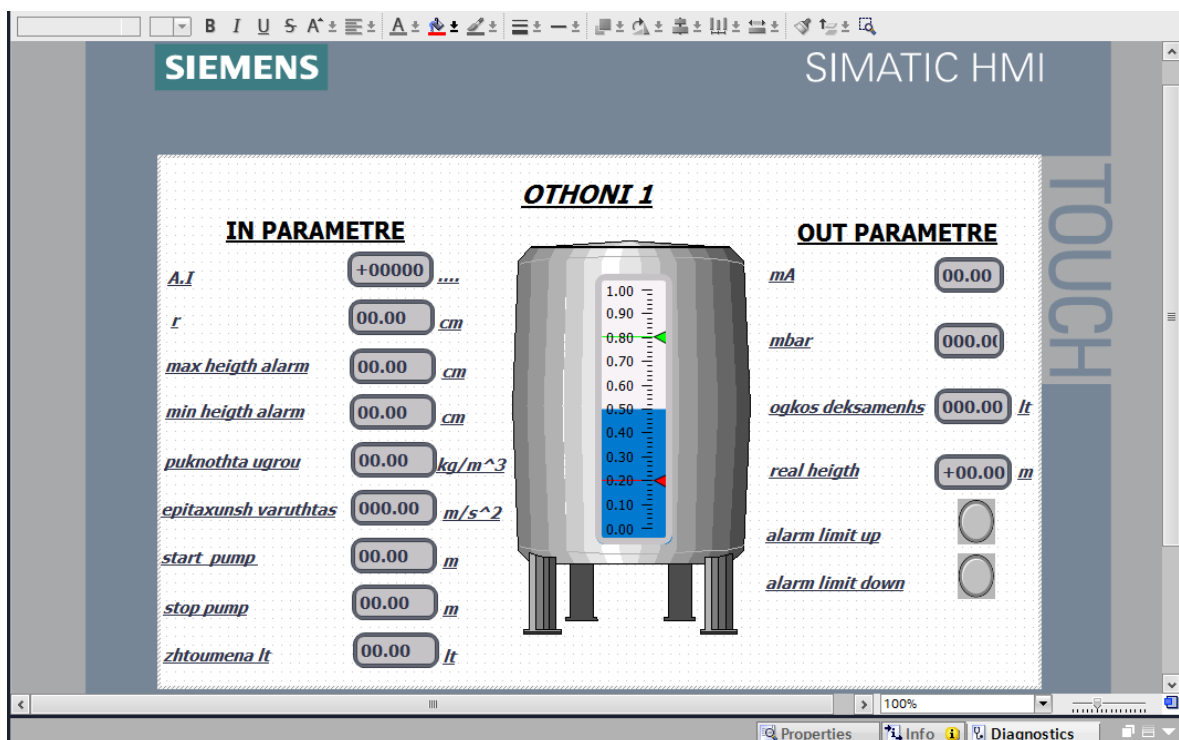 B I U S A A
SIEMENS
SIMATIC HMI
TOUCH
OTHONI 1
IN PARAMETRE
A.I +00000 ....
r 00.00 cm
max heigth alarm 00.00 cm
min heigth alarm 00.00 cm
puknothta ugrou 00.00 kg/m^3
epitaxunsh varuthtas 000.00 m/s^2
start pump 00.00 m
stop pump 00.00 m
zhtoumena lt 00.00 lt
1.00
0.90
0.80
0.70
0.60
0.50
0.40
0.30
0.20
0.10
0.00
OUT PARAMETRE
mA 00.00
mbar 000.0(
ogkos deksamenhs 000.00 lt
real heigth +00.00 m
alarm limit up
alarm limit down
100%
Properties Info Diagnostics